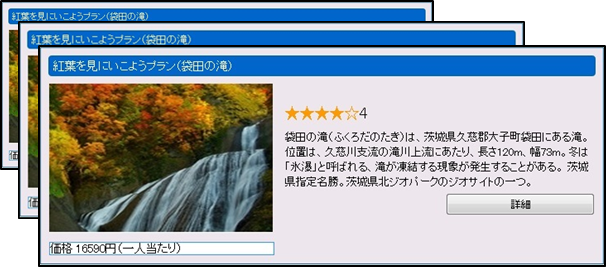 紅葉を見にいこうよプラン(袋田の滝)
紅葉を見にいこうよプラン(袋田の滝)
紅葉を見にいこうよプラン(袋田の滝)
★★★★☆4
袋田の滝(ふくろだのたき)は、茨城県久慈郡大子町袋田にある滝。
位置は、久慈川支流の滝川上流にあたり、長さ120m、幅73m。冬は
「氷瀑」と呼ばれる、滝が凍結する現象が発生することがある。茨城
県指定名勝。茨城県北ジオパークのジオサイトの一つ。
詳細
価格 16590円(一人当たり)